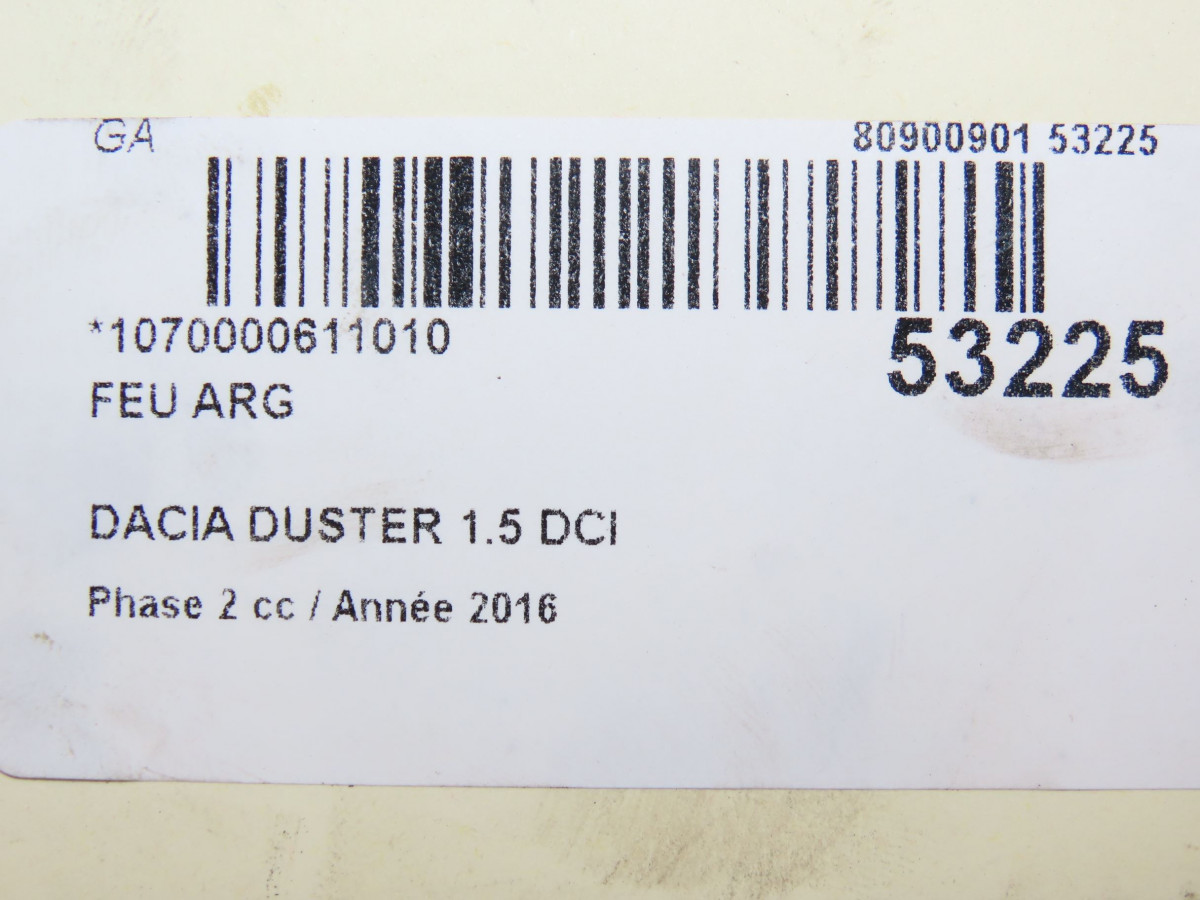 GA 80900901 53225
*1070000611010 53225
FEU ARG
DACIA DUSTER 1.5 DCI
Phase 2 cc / Année 2016